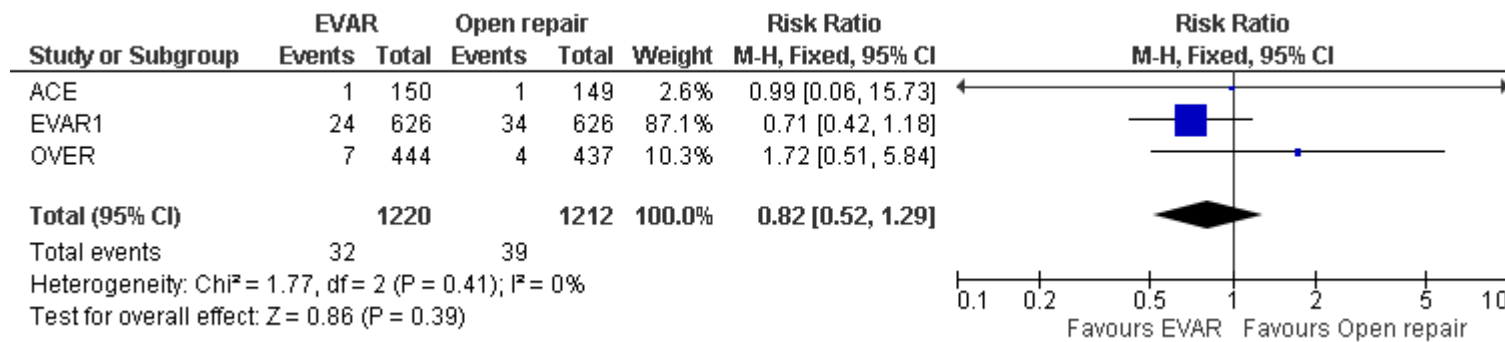 EVAR Open repair Risk Ratio Risk Ratio
Study or Subgroup Events Total Events Total Weight M-H, Fixed, 95% CI M-H, Fixed, 95% CI
ACE 1 150 1 149 2.6% 0.99 [0.06, 15.73]
EVAR1 24 626 34 626 87.1% 0.71 [0.42, 1.18]
OVER 7 444 4 437 10.3% 1.72 [0.51, 5.84]
Total (95% CI) 1220 1212 100.0% 0.82 [0.52, 1.29]
Total events 32 39
Heterogeneity: Chi² = 1.77, df = 2 (P = 0.41); I² = 0%
Test for overall effect: Z = 0.86 (P = 0.39)
0.1 0.2 0.5 1 2 5 10
Favours EVAR Favours Open repair